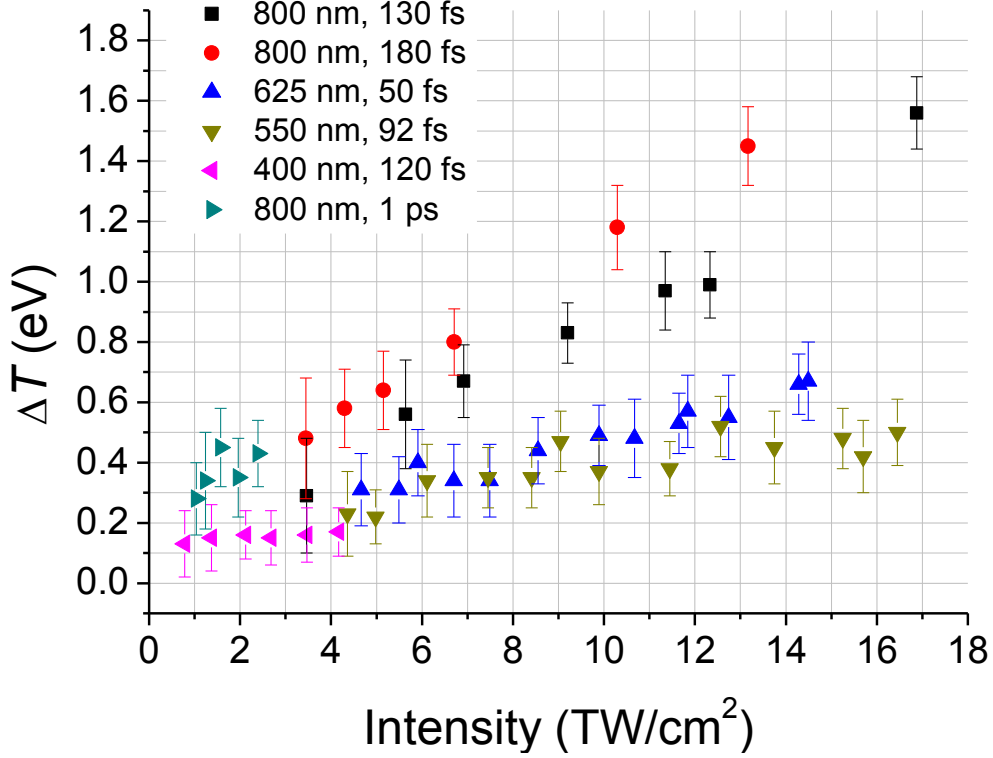 800 nm, 130 fs
800 nm, 180 fs
625 nm, 50 fs
550 nm, 92 fs
400 nm, 120 fs
800 nm, 1 ps
1.8
1.6
1.4
1.2
1.0
0.8
0.6
0.4
0.2
0.0
ΔT (eV)
0 2 4 6 8 10 12 14 16 18
Intensity (TW/cm²)